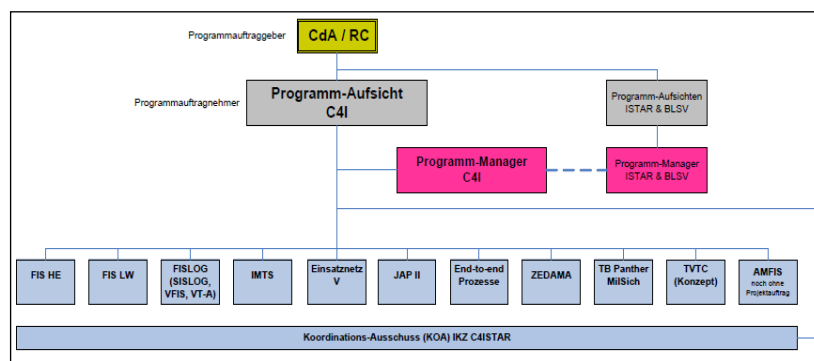 Programmauftraggeber
CdA / RC
Programmauftragnehmer
Programm-Aufsicht
C4I
Programm-Aufsichten
ISTAR & BLSV
Programm-Manager
C4I
Programm-Manager
ISTAR & BLSV
FIS HE
FIS LW
FISLOG
(SISLOG,
VFIS, VT-A)
IMTS
Einsatznetz
V
JAP II
End-to-end
Prozesse
ZEDAMA
TB Panther
MilSich
TVTC
(Konzept)
AMFIS
noch ohne
Projektauftrag
Koordinations-Ausschuss (KOA) IKZ C4ISTAR